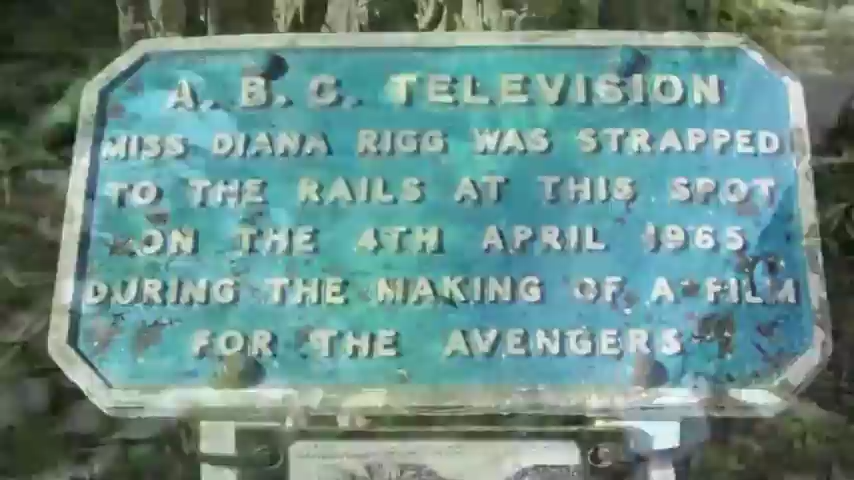 A. B. C. TELEVISION
MISS DIANA RIGG WAS STRAPPED
TO THE RAILS AT THIS SPOT
ON THE 4TH APRIL 1965
DURING THE MAKING OF A FILM
FOR THE AVENGERS